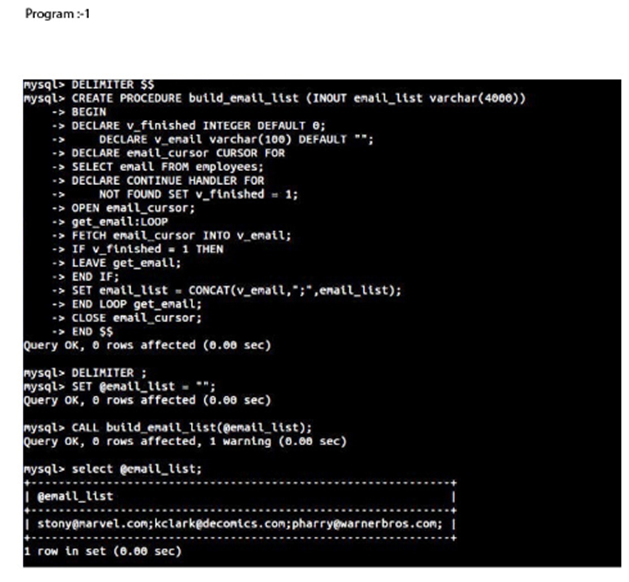 Program :-1
mysql> DELIMITER $$
mysql> CREATE PROCEDURE build_email_list (INOUT email_list varchar(4000))
-> BEGIN
-> DECLARE v_finished INTEGER DEFAULT 0;
-> DECLARE v_email varchar(100) DEFAULT "";
-> DECLARE email_cursor CURSOR FOR
-> SELECT email FROM employees;
-> DECLARE CONTINUE HANDLER FOR
-> NOT FOUND SET v_finished = 1;
-> OPEN email_cursor;
-> get_email:LOOP
-> FETCH email_cursor INTO v_email;
-> IF v_finished = 1 THEN
-> LEAVE get_email;
-> END IF;
-> SET email_list = CONCAT(v_email,";",email_list);
-> END LOOP get_email;
-> CLOSE email_cursor;
-> END $$
Query OK, 0 rows affected (0.00 sec)
mysql> DELIMITER ;
mysql> SET @email_list = "";
Query OK, 0 rows affected (0.00 sec)
mysql> CALL build_email_list(@email_list);
Query OK, 0 rows affected, 1 warning (0.00 sec)
mysql> select @email_list;
+-----------------------------------------------------------+
| @email_list |
+-----------------------------------------------------------+
| stony@marvel.com;kclark@decomics.com;pharry@warnerbros.com; |
+-----------------------------------------------------------+
1 row in set (0.00 sec)